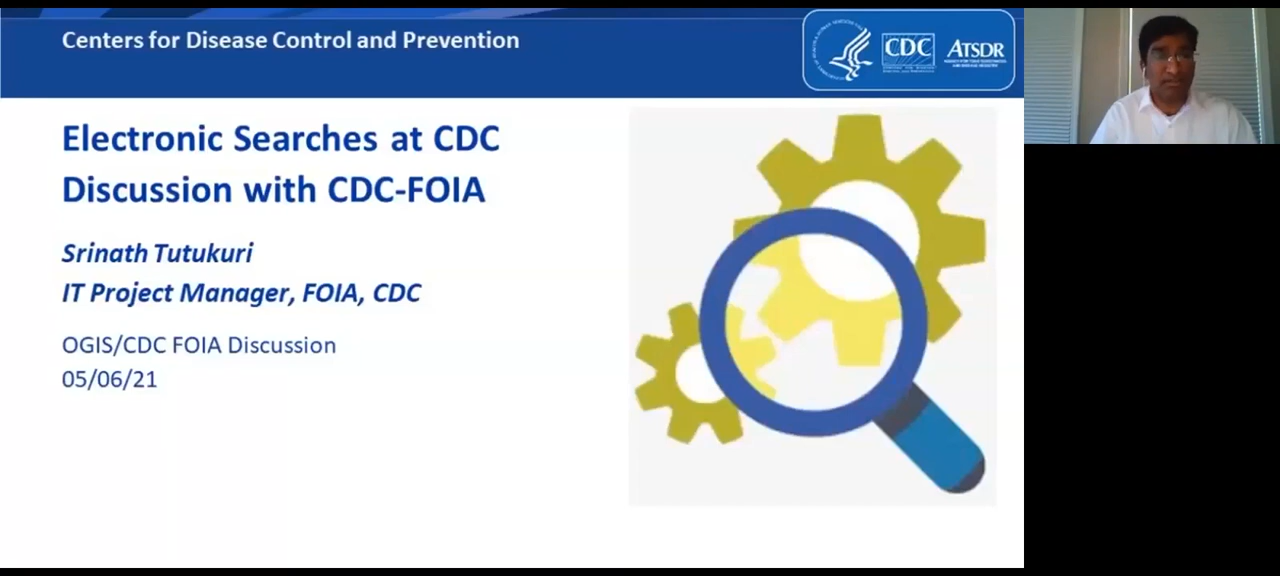 Centers for Disease Control and Prevention
CDC
ATSDR
Electronic Searches at CDC
Discussion with CDC-FOIA
Srinath Tutukuri
IT Project Manager, FOIA, CDC
OGIS/CDC FOIA Discussion
05/06/21